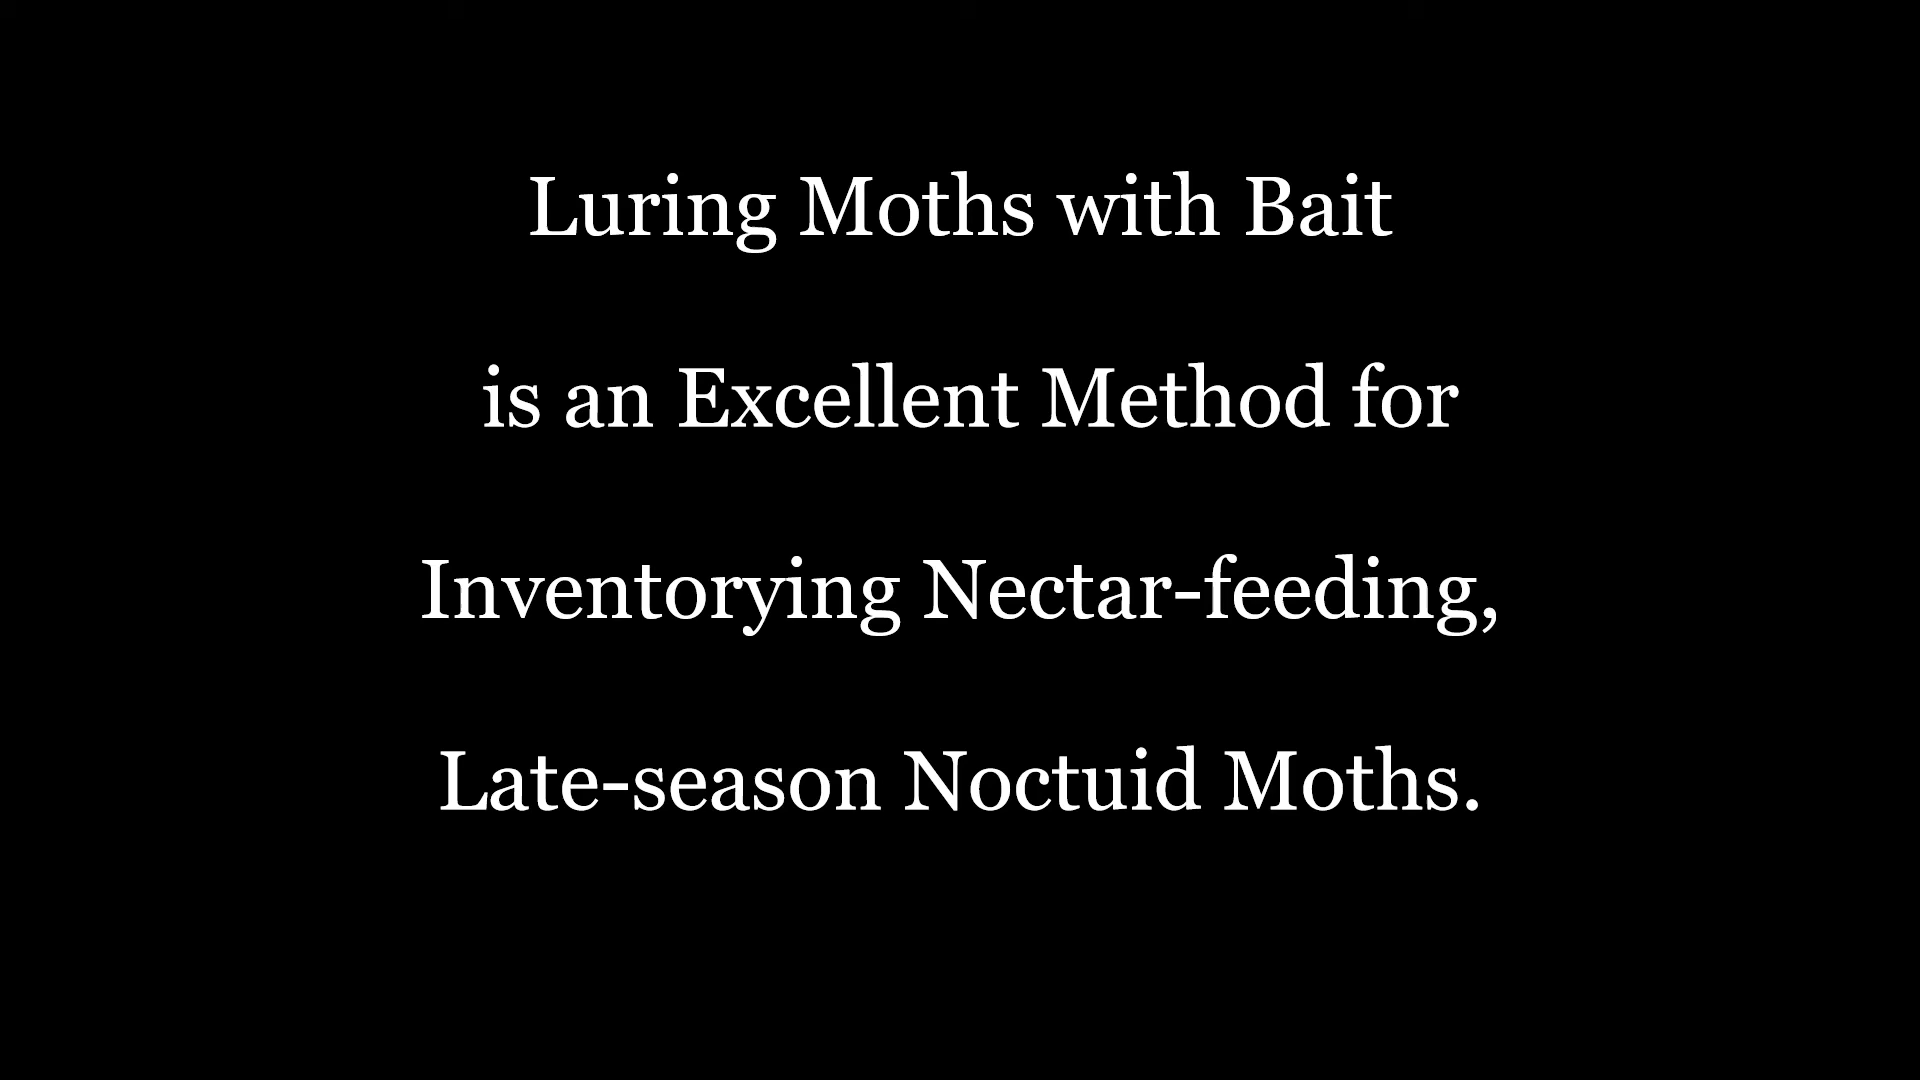 Luring Moths with Bait
is an Excellent Method for
Inventorying Nectar-feeding,
Late-season Noctuid Moths.